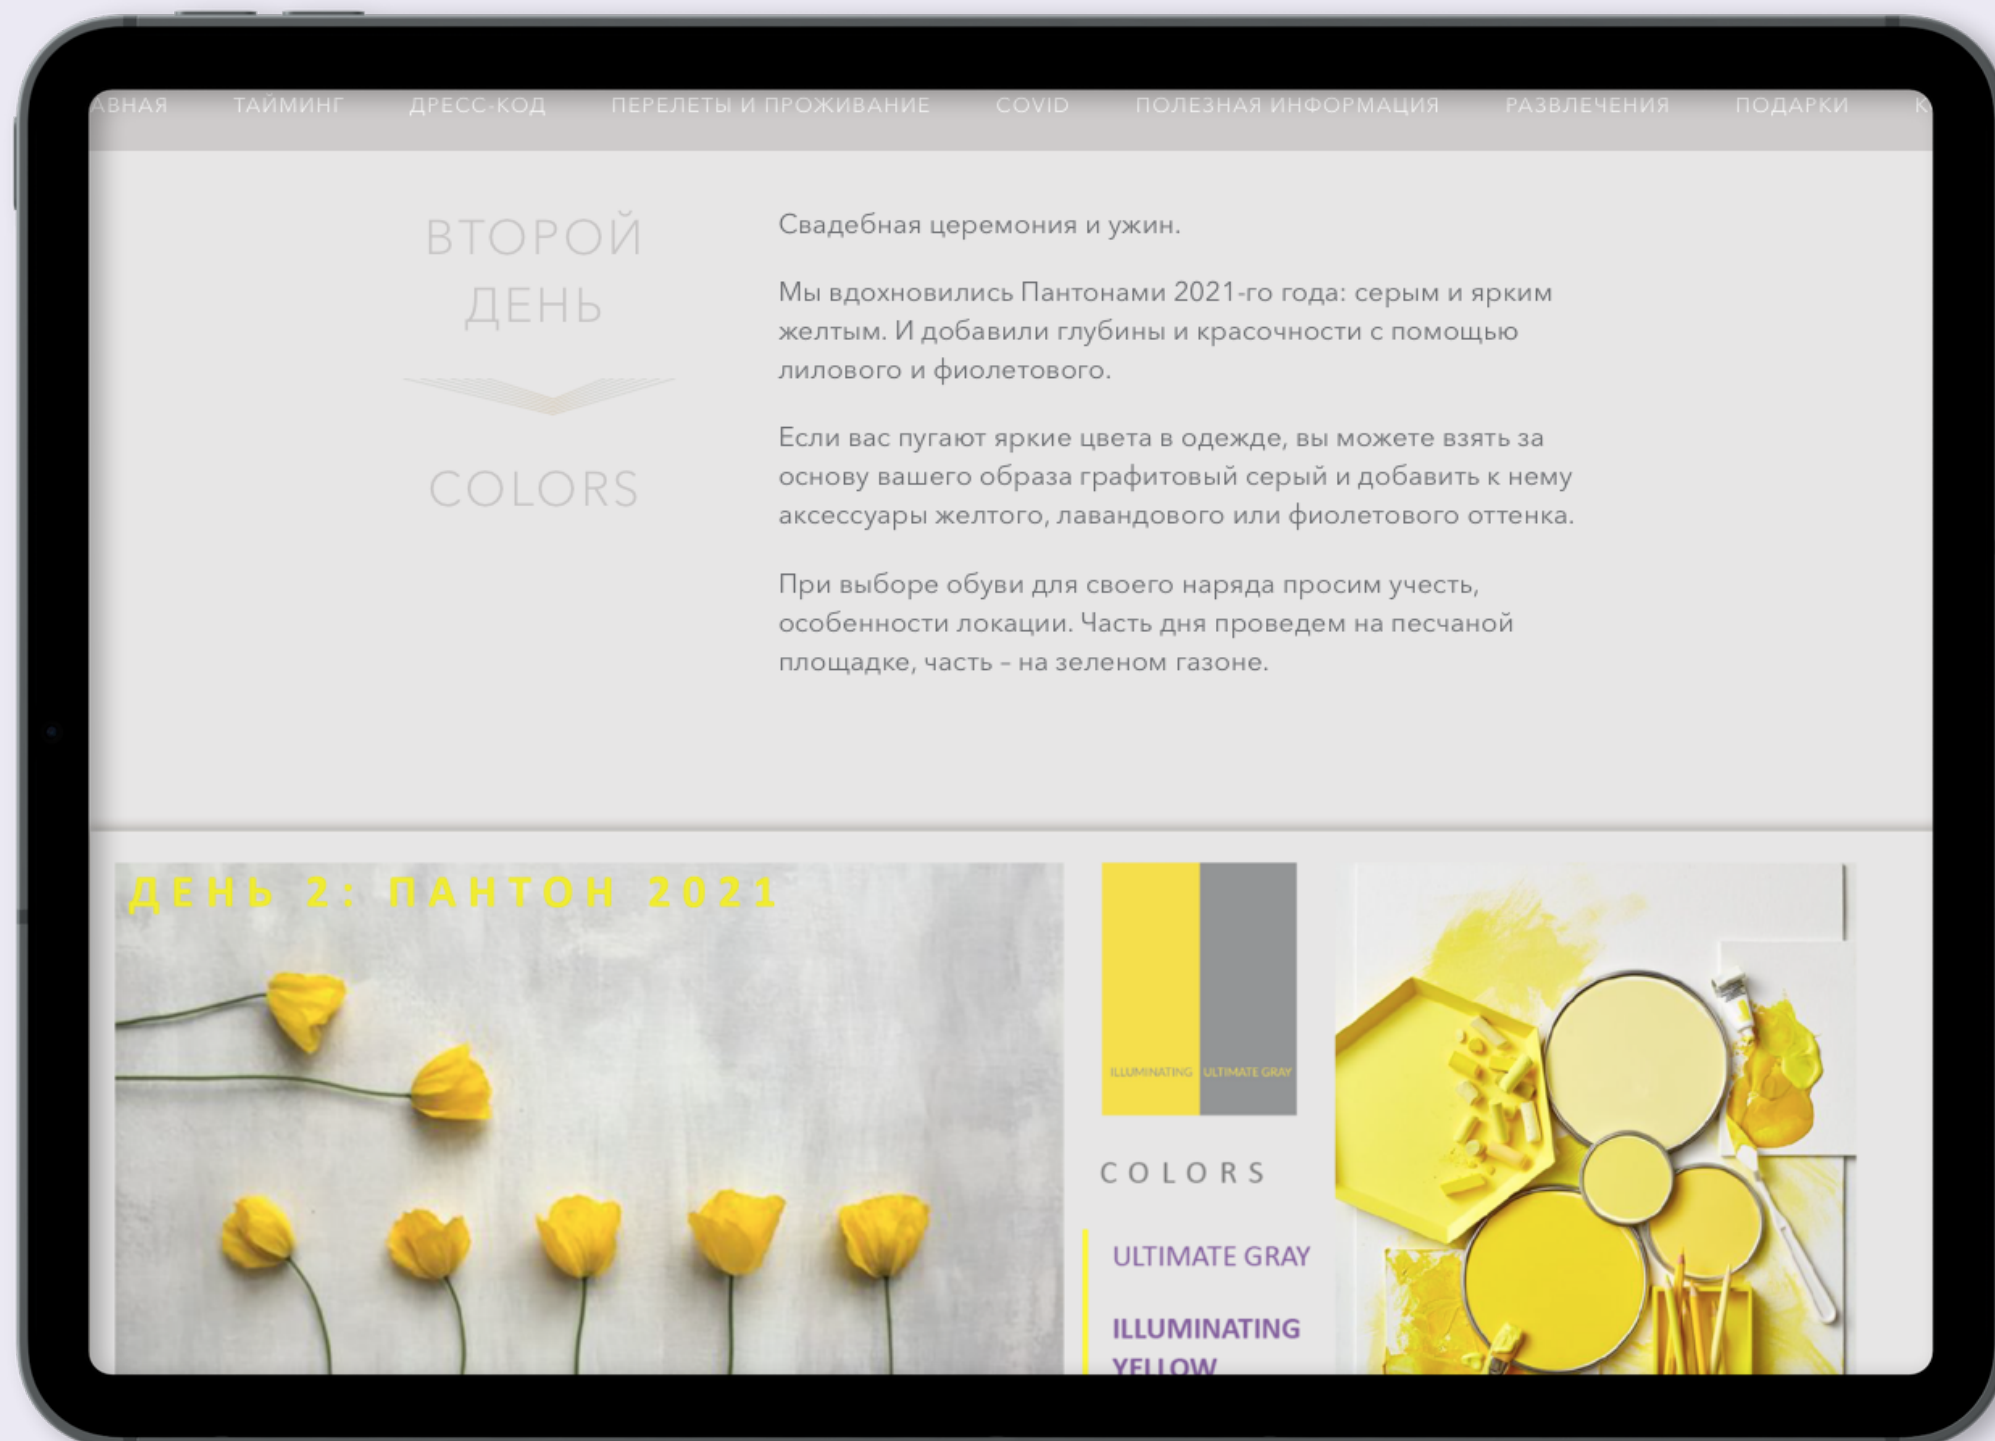 АВНАЯ ТАЙМИНГ ДРЕСС-КОД ПЕРЕЛЕТЫ И ПРОЖИВАНИЕ COVID ПОЛЕЗНАЯ ИНФОРМАЦИЯ РАЗВЛЕЧЕНИЯ ПОДАРКИ К
ВТОРОЙ
ДЕНЬ
COLORS
Свадебная церемония и ужин.
Мы вдохновились Пантонами 2021-го года: серым и ярким
желтым. И добавили глубины и красочности с помощью
лилового и фиолетового.
Если вас пугают яркие цвета в одежде, вы можете взять за
основу вашего образа графитовый серый и добавить к нему
аксессуары желтого, лавандового или фиолетового оттенка.
При выборе обуви для своего наряда просим учесть,
особенности локации. Часть дня проведем на песчаной
площадке, часть – на зеленом газоне.
ДЕНЬ 2: ПАНТОН 2021
ILLUMINATING ULTIMATE GRAY
COLORS
ULTIMATE GRAY
ILLUMINATING
YELLOW